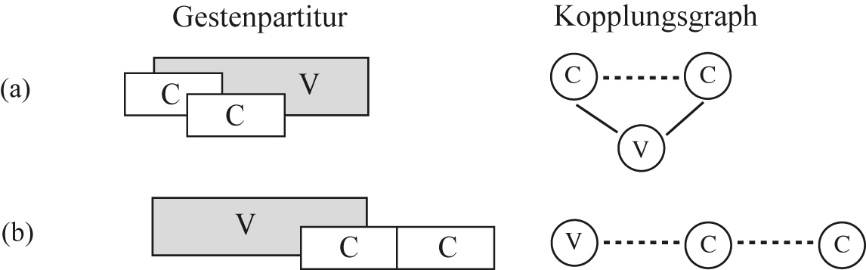 Gestenpartitur Kopplungsgraph
(a) C V C C C V
(b) V C C V C C